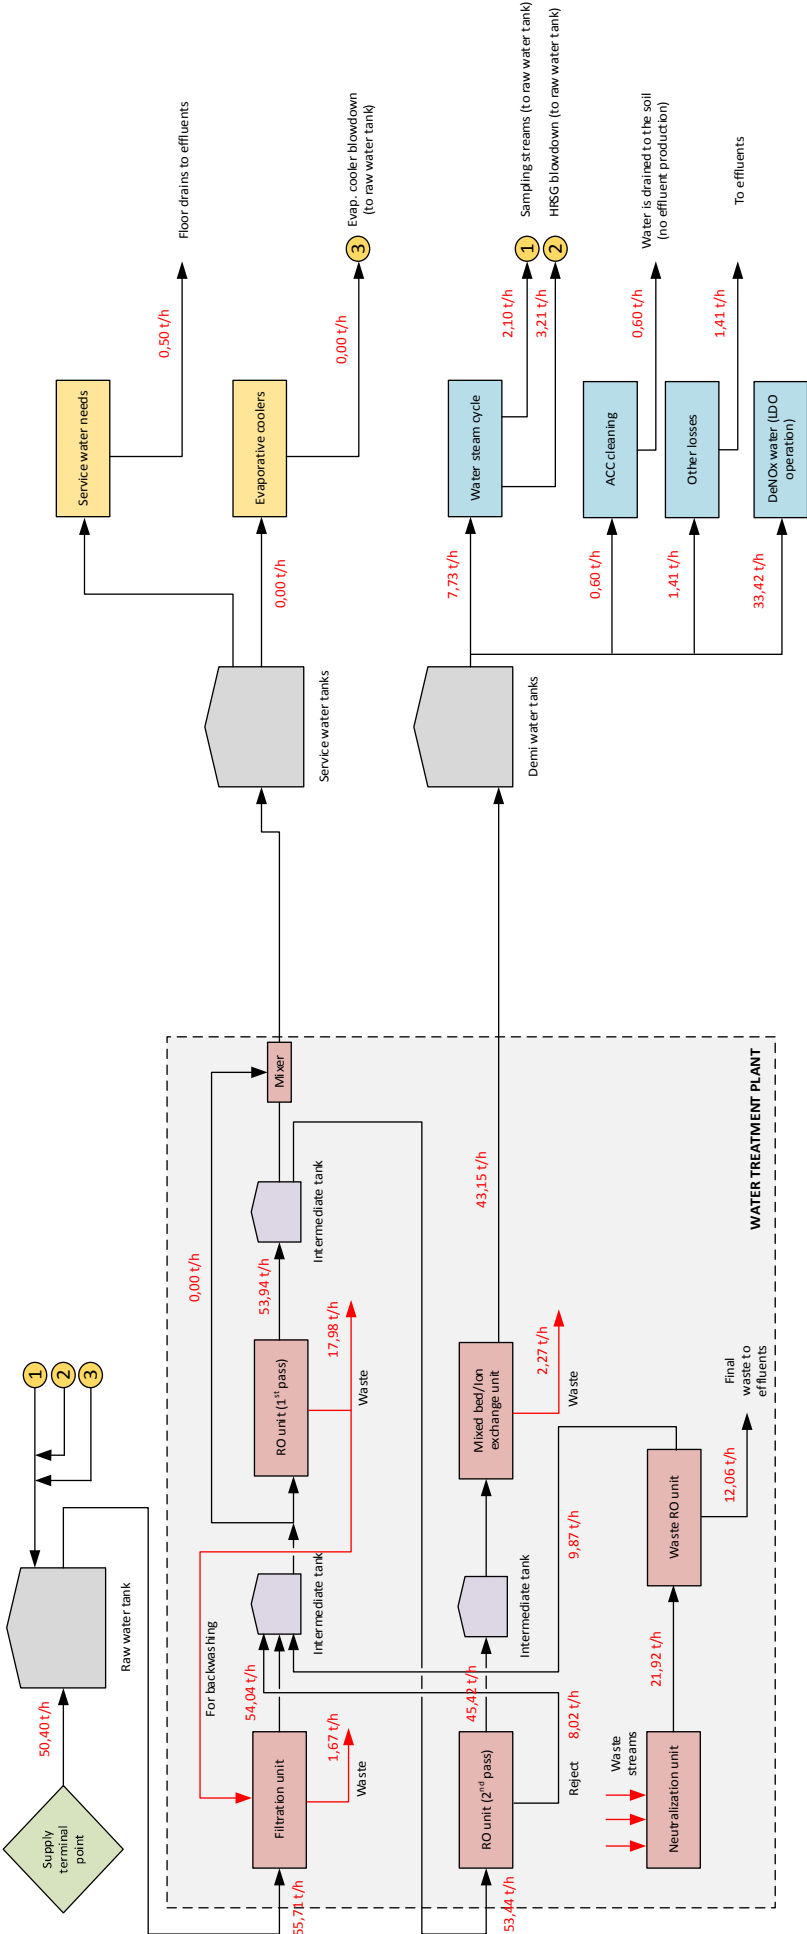 Supply
terminal
point
50,40 t/h
Raw water tank
1
2
3
55,71 t/h
Filtration unit
For backwashing
54,04 t/h
1,67 t/h
Waste
Intermediate tank
0,00 t/h
RO unit (1st pass)
53,94 t/h
17,98 t/h
Waste
Intermediate tank
Mixer
53,44 t/h
RO unit (2nd pass)
45,42 t/h
8,02 t/h
Reject
Intermediate tank
Mixed bed/Ion
exchange unit
2,27 t/h
Waste
43,15 t/h
Waste
streams
Neutralization unit
21,92 t/h
Waste RO unit
9,87 t/h
12,06 t/h
Final
waste to
effluents
WATER TREATMENT PLANT
Service water tanks
Demi water tanks
Service water needs
0,50 t/h
Floor drains to effluents
0,00 t/h
Evaporative coolers
0,00 t/h
3
Evap. cooler blowdown
(to raw water tank)
7,73 t/h
Water steam cycle
2,10 t/h
1
Sampling streams (to raw water tank)
3,21 t/h
2
HRSG blowdown (to raw water tank)
0,60 t/h
ACC cleaning
0,60 t/h
Water is drained to the soil
(no effluent production)
1,41 t/h
Other losses
1,41 t/h
To effluents
33,42 t/h
DeNOx water (LDO
operation)